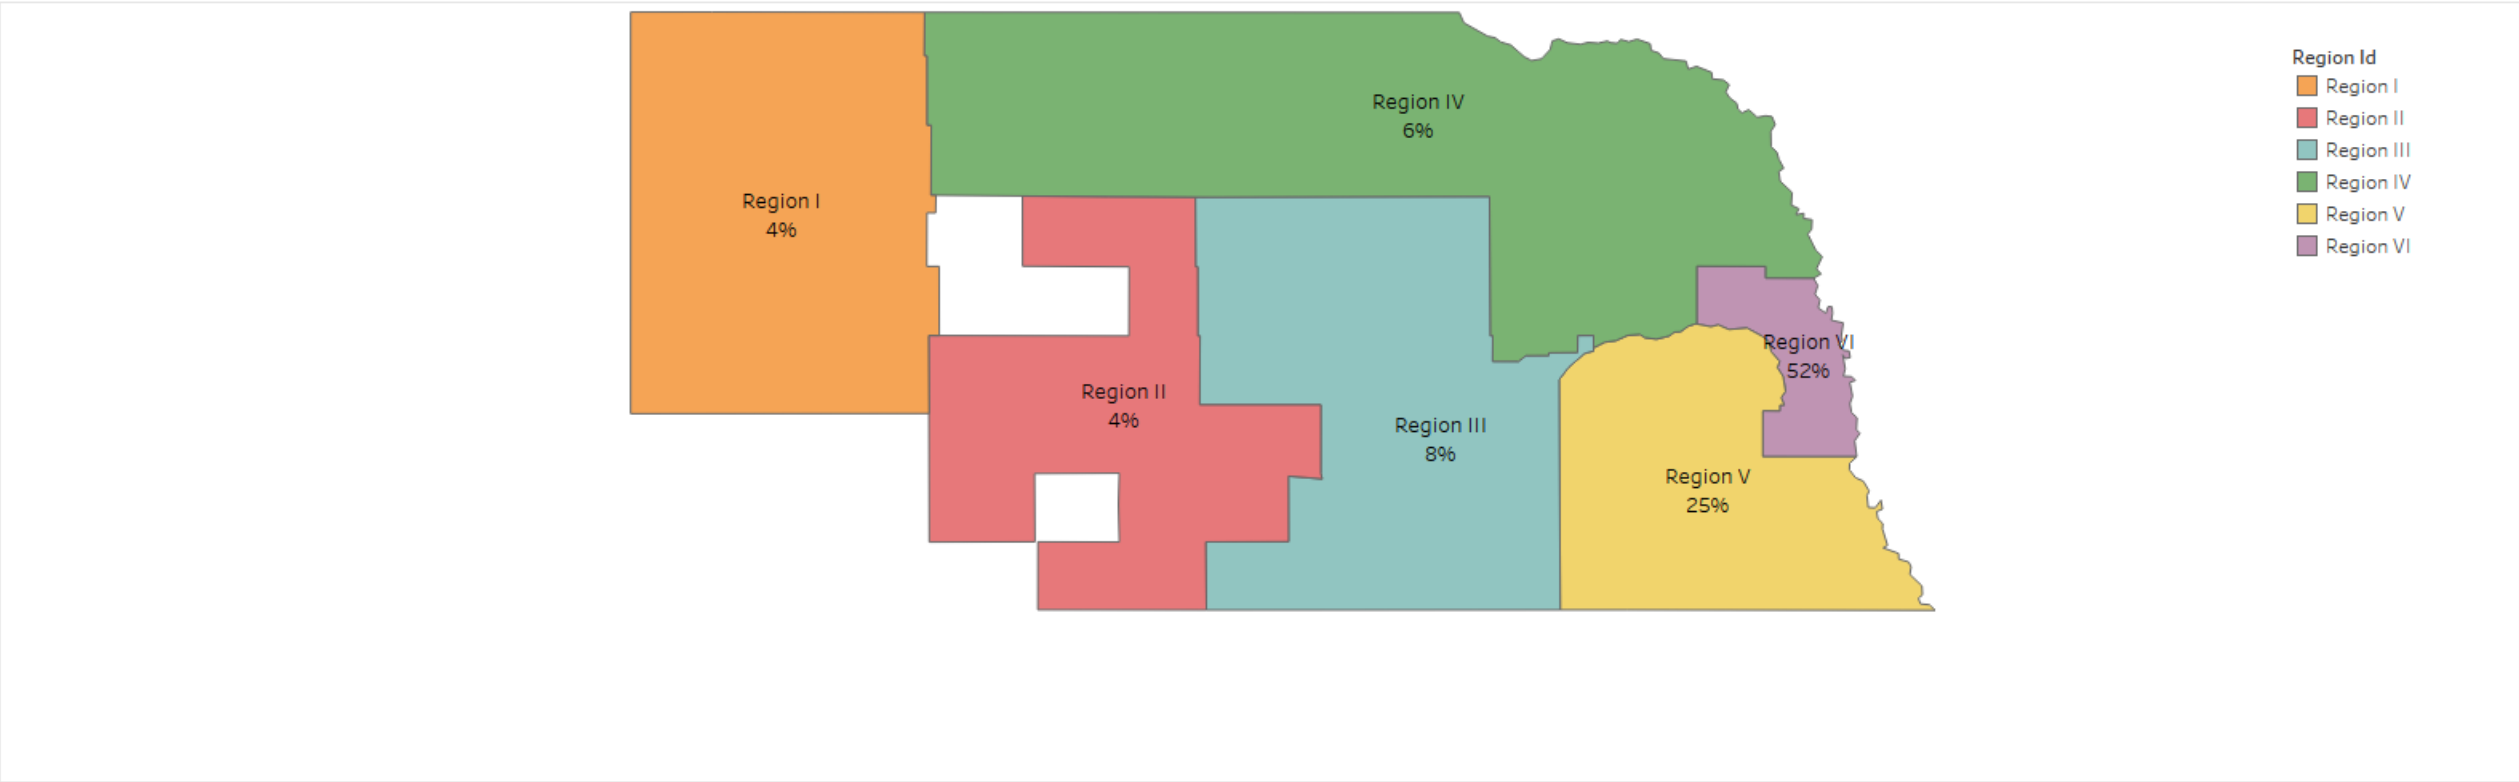 Region Id
Region I
Region II
Region III
Region IV
Region V
Region VI
Region IV
6%
Region I
4%
Region VI
52%
Region II
4%
Region III
8%
Region V
25%